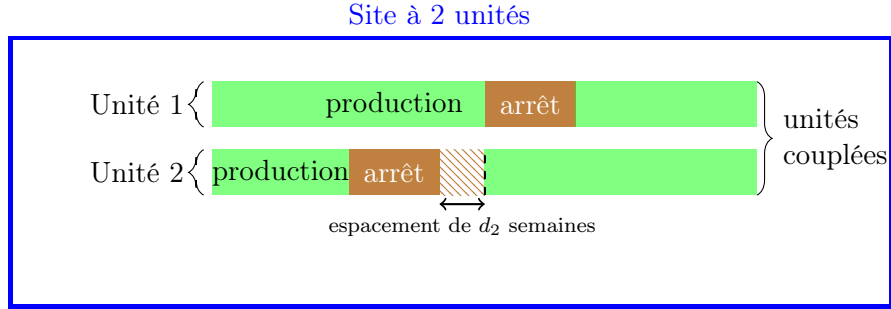 Site à 2 unités
Unité 1
production
arrêt
unités
couplées
Unité 2
production
arrêt
espacement de d₂ semaines